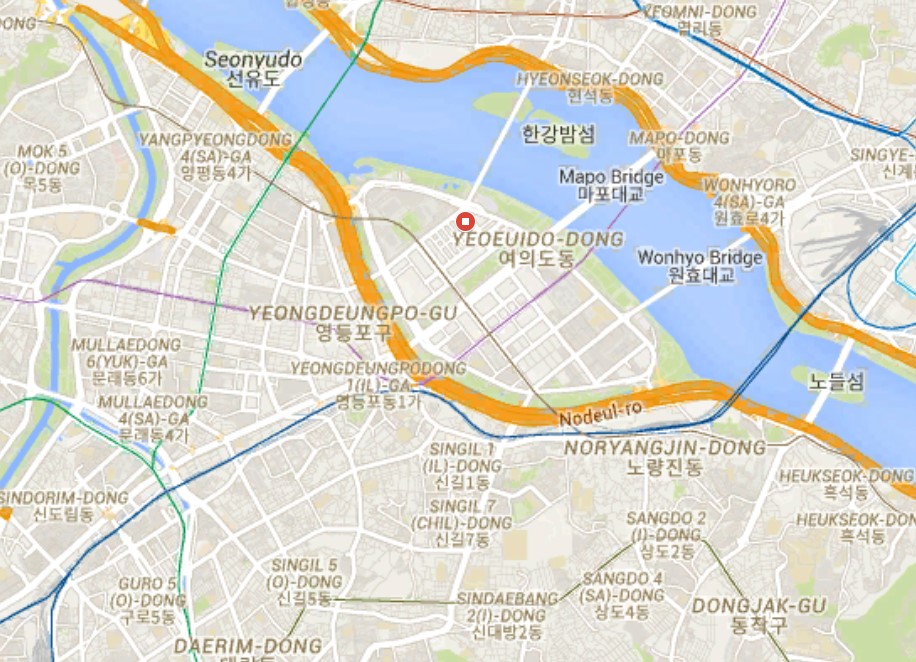 YEOMNI-DONG
염리동
Seonyudo
선유도
HYEONSEOK-DONG
현석동
한강밤섬
YANGPYEONGDONG
4(SA)-GA
양평동4가
MAPO-DONG
마포동
MOK 5
(O)-DONG
목5동
Mapo Bridge
마포대교
WONHYORO
4(SA)-GA
원효로4가
YEOEUIDO-DONG
여의도동
Wonhyo Bridge
원효대교
YEONGDEUNGPO-GU
영등포구
MULLAEDONG
6(YUK)-GA
문래동6가
YEONGDEUNGPODONG
1(IL)-GA
영등포동1가
노들섬
MULLAEDONG
4(SA)-GA
문래동4가
Nodeul-ro
SINGIL 1
(IL)-DONG
신길1동
NORYANGJIN-DONG
노량진동
HEUKSEOK-DONG
흑석동
SINDORIM-DONG
신도림동
SINGIL 7
(CHIL)-DONG
신길7동
SANGDO 2
(I)-DONG
상도2동
HEUKSEOK-DON
흑석동
GURO 5
(O)-DONG
구로5동
SINGIL 5
(O)-DONG
신길5동
SINDAEBANG
2(I)-DONG
신대방2동
SANGDO 4
(SA)-DONG
상도4동
DONGJAK-GU
동작구
DAERIM-DONG